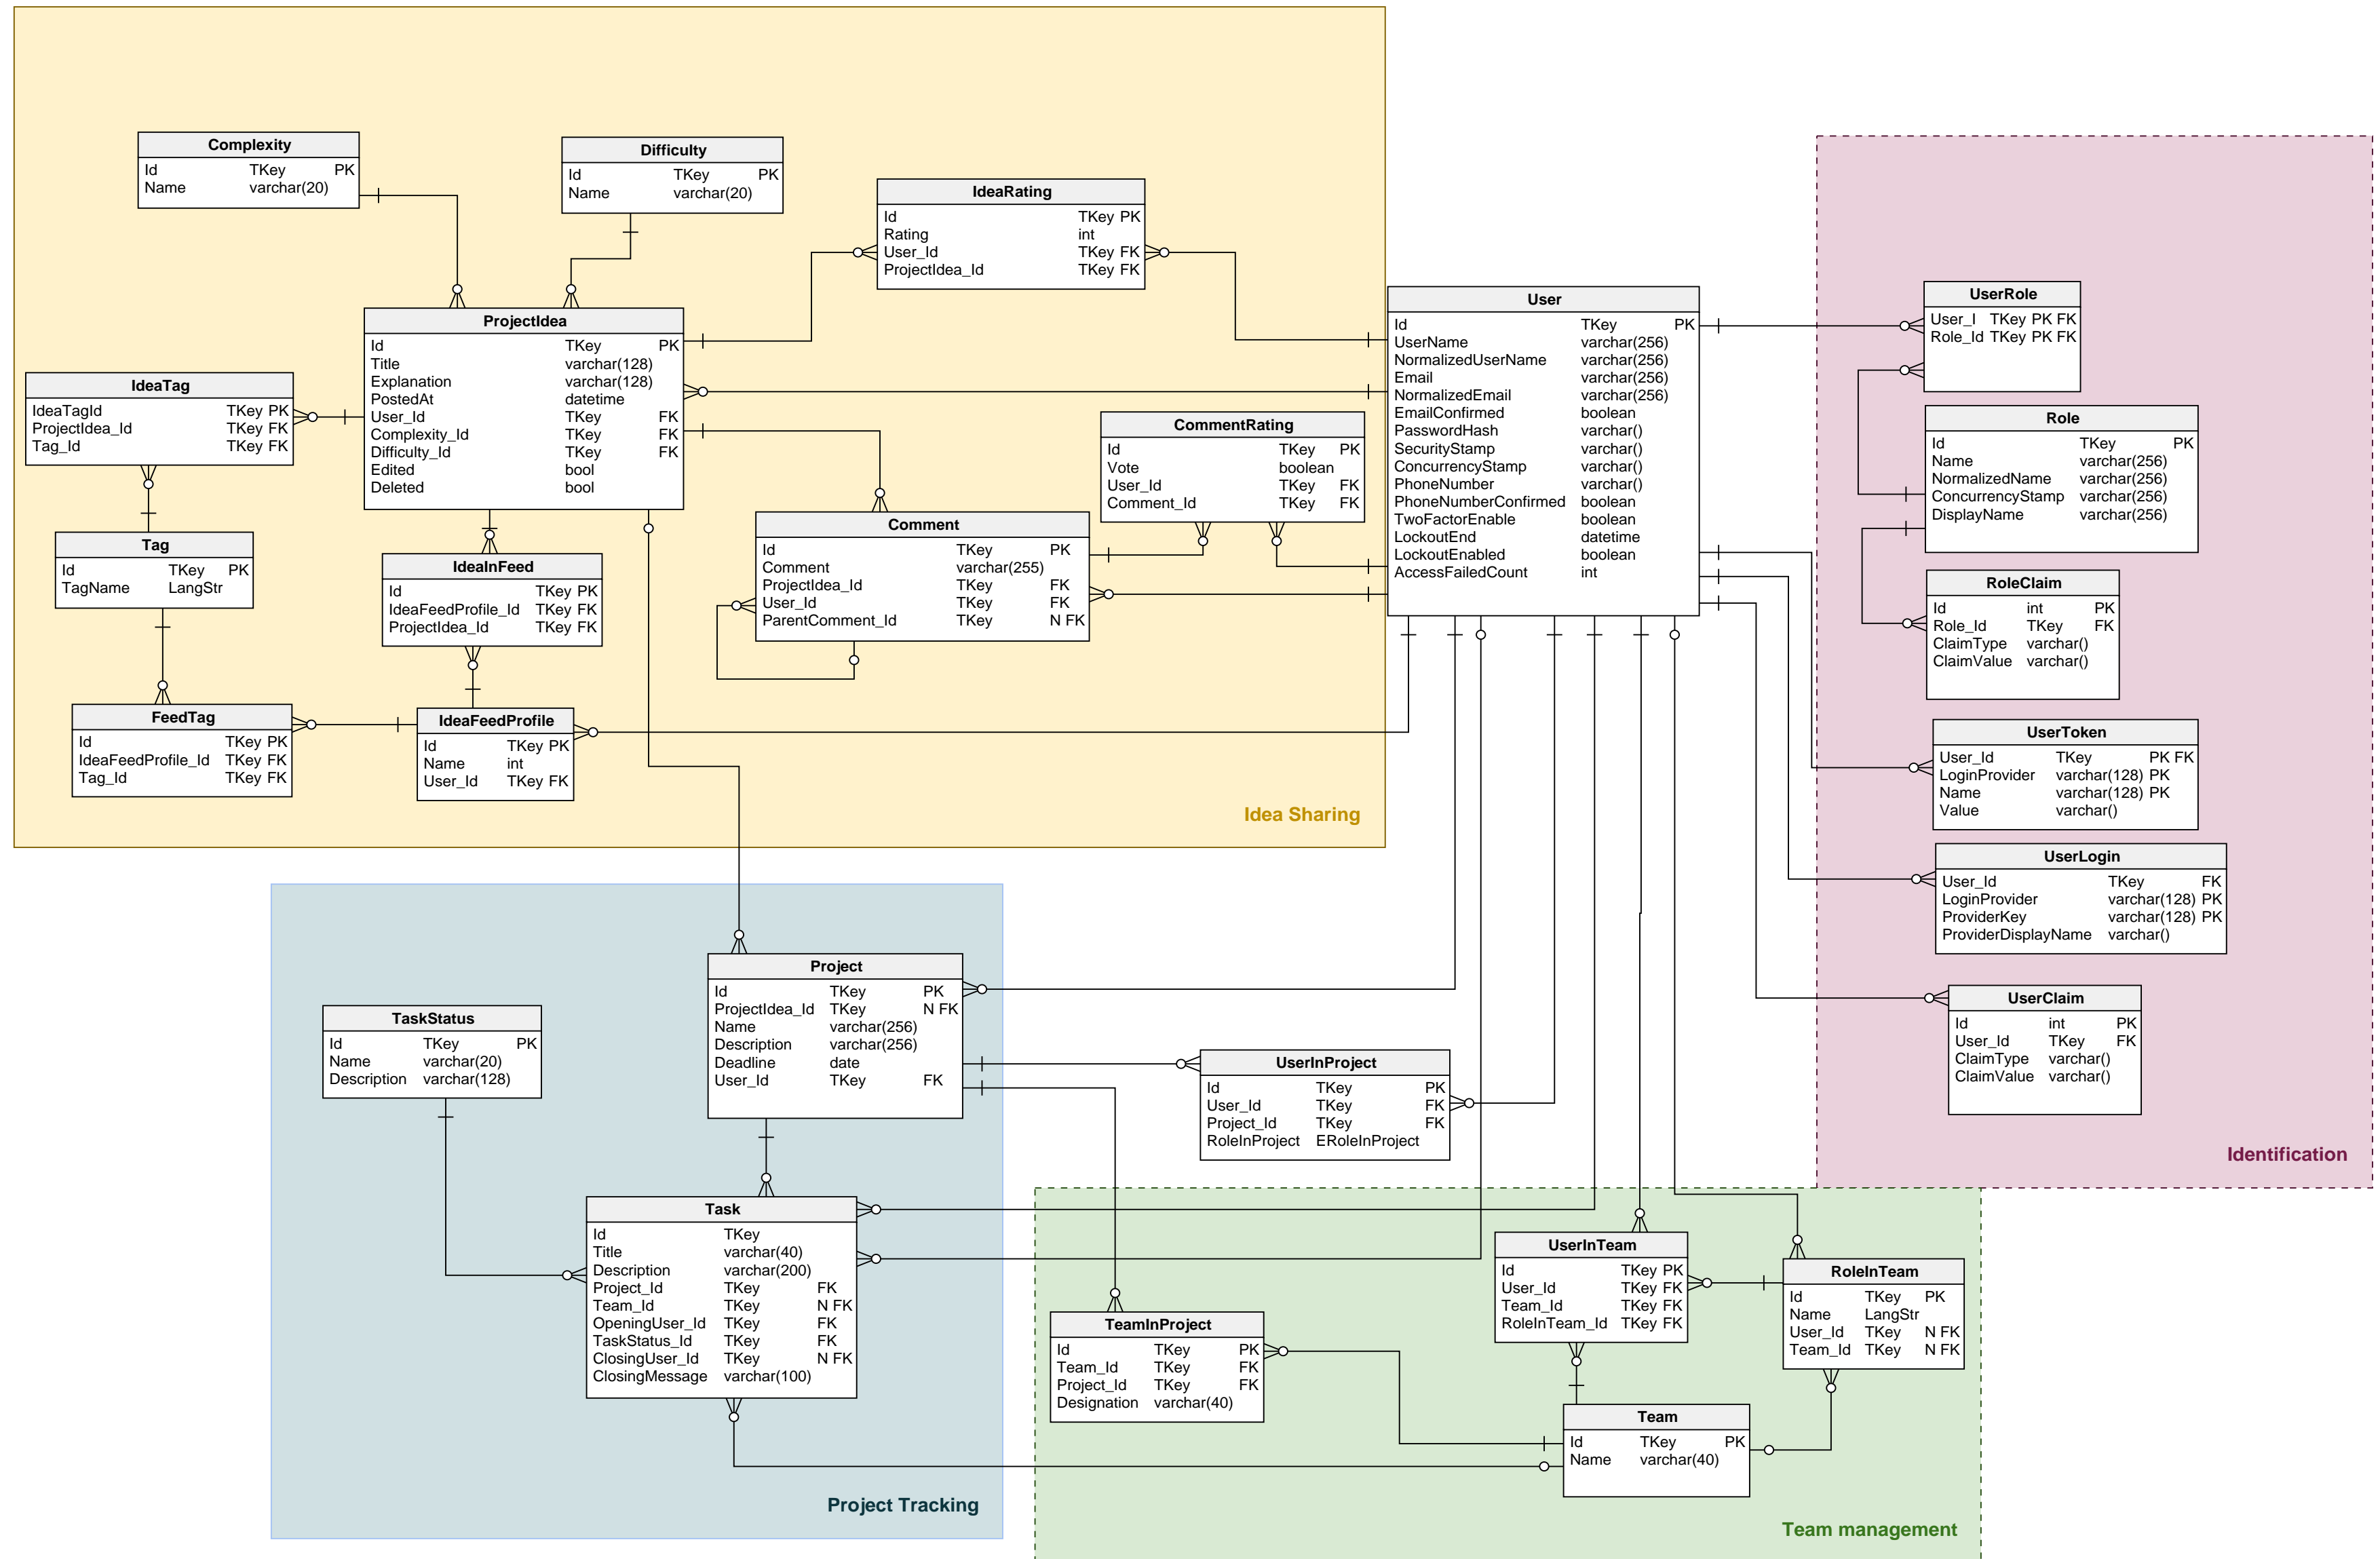 Complexity
Id TKey PK
Name varchar(20)
Difficulty
Id TKey PK
Name varchar(20)
IdeaRating
Id TKey PK
Rating int
User_Id TKey FK
ProjectIdea_Id TKey FK
ProjectIdea
Id TKey PK
Title varchar(128)
Explanation varchar(128)
PostedAt datetime
User_Id TKey FK
Complexity_Id TKey FK
Difficulty_Id TKey FK
Edited bool
Deleted bool
IdeaTag
IdeaTagId TKey PK
ProjectIdea_Id TKey FK
Tag_Id TKey FK
Tag
Id TKey PK
TagName LangStr
IdeaInFeed
Id TKey PK
IdeaFeedProfile_Id TKey FK
ProjectIdea_Id TKey FK
CommentRating
Id TKey PK
Vote boolean
User_Id TKey FK
Comment_Id TKey FK
Comment
Id TKey PK
Comment varchar(255)
ProjectIdea_Id TKey FK
User_Id TKey FK
ParentComment_Id TKey N FK
FeedTag
Id TKey PK
IdeaFeedProfile_Id TKey FK
Tag_Id TKey FK
IdeaFeedProfile
Id TKey PK
Name int
User_Id TKey FK
Idea Sharing
User
Id TKey PK
UserName varchar(256)
NormalizedUserName varchar(256)
Email varchar(256)
NormalizedEmail varchar(256)
EmailConfirmed boolean
PasswordHash varchar()
SecurityStamp varchar()
ConcurrencyStamp varchar()
PhoneNumber varchar()
PhoneNumberConfirmed boolean
TwoFactorEnable boolean
LockoutEnd datetime
LockoutEnabled boolean
AccessFailedCount int
UserRole
User_I TKey PK FK
Role_Id TKey PK FK
Role
Id TKey PK
Name varchar(256)
NormalizedName varchar(256)
ConcurrencyStamp varchar(256)
DisplayName varchar(256)
RoleClaim
Id int PK
Role_Id TKey FK
ClaimType varchar()
ClaimValue varchar()
UserToken
User_Id TKey PK FK
LoginProvider varchar(128) PK
Name varchar(128) PK
Value varchar()
UserLogin
User_Id TKey FK
LoginProvider varchar(128) PK
ProviderKey varchar(128) PK
ProviderDisplayName varchar()
UserClaim
Id int PK
User_Id TKey FK
ClaimType varchar()
ClaimValue varchar()
Identification
Project
Id TKey PK
ProjectIdea_Id TKey N FK
Name varchar(256)
Description varchar(256)
Deadline date
User_Id TKey FK
TaskStatus
Id TKey PK
Name varchar(20)
Description varchar(128)
UserInProject
Id TKey PK
User_Id TKey FK
Project_Id TKey FK
RoleInProject ERoleInProject
Task
Id TKey
Title varchar(40)
Description varchar(200)
Project_Id TKey FK
Team_Id TKey N FK
OpeningUser_Id TKey FK
TaskStatus_Id TKey FK
ClosingUser_Id TKey N FK
ClosingMessage varchar(100)
Project Tracking
UserInTeam
Id TKey PK
User_Id TKey FK
Team_Id TKey FK
RoleInTeam_Id TKey FK
RoleInTeam
Id TKey PK
Name LangStr
User_Id TKey N FK
Team_Id TKey N FK
TeamInProject
Id TKey PK
Team_Id TKey FK
Project_Id TKey FK
Designation varchar(40)
Team
Id TKey PK
Name varchar(40)
Team management